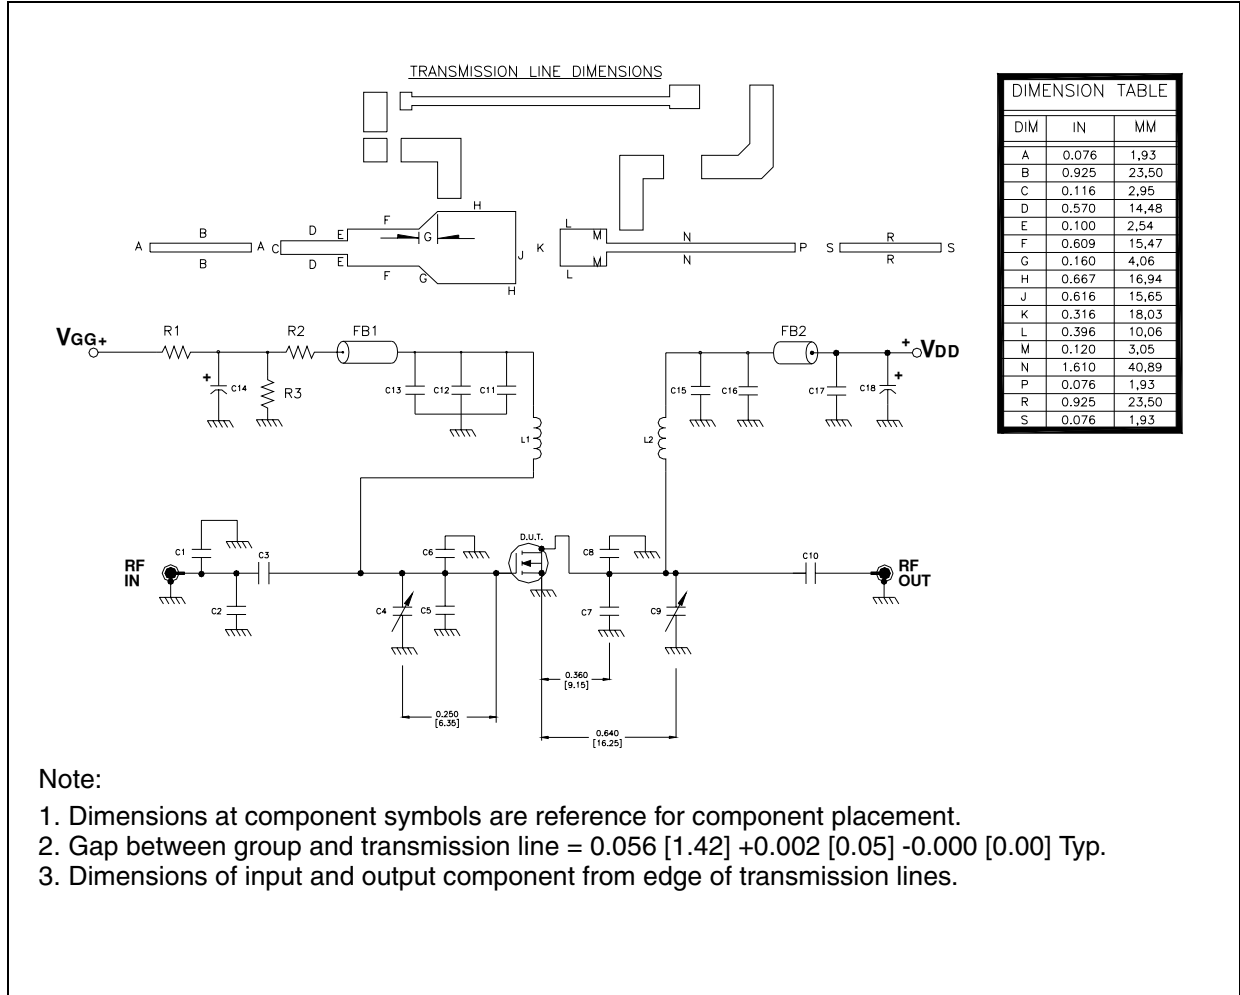 TRANSMISSION LINE DIMENSIONS
H
F
L
D
E
G
M
N
B
R
A
A
C
J
K
P
S
S
B
D
E
F
G
M
L
N
R
H
DIMENSION TABLE
DIM IN MM
A 0.076 1,93
B 0.925 23,50
C 0.116 2,95
D 0.570 14,48
E 0.100 2,54
F 0.609 15,47
G 0.160 4,06
H 0.667 16,94
J 0.616 15,65
K 0.316 18,03
L 0.396 10,06
M 0.120 3,05
N 1.610 40,89
P 0.076 1,93
R 0.925 23,50
S 0.076 1,93
VGG+
R1
R2
FB1
FB2
+
VDD
+
C14
R3
C13
C12
C11
C15
C16
C17
C18
+
L1
L2
RF
IN
C1
C3
C2
C6
D.U.T.
C8
C10
RF
OUT
C4
C5
C7
C9
0.360
[9.15]
0.250
[6.35]
0.640
[16.25]
Note:
1. Dimensions at component symbols are reference for component placement.
2. Gap between group and transmission line = 0.056 [1.42] +0.002 [0.05] -0.000 [0.00] Typ.
3. Dimensions of input and output component from edge of transmission lines.